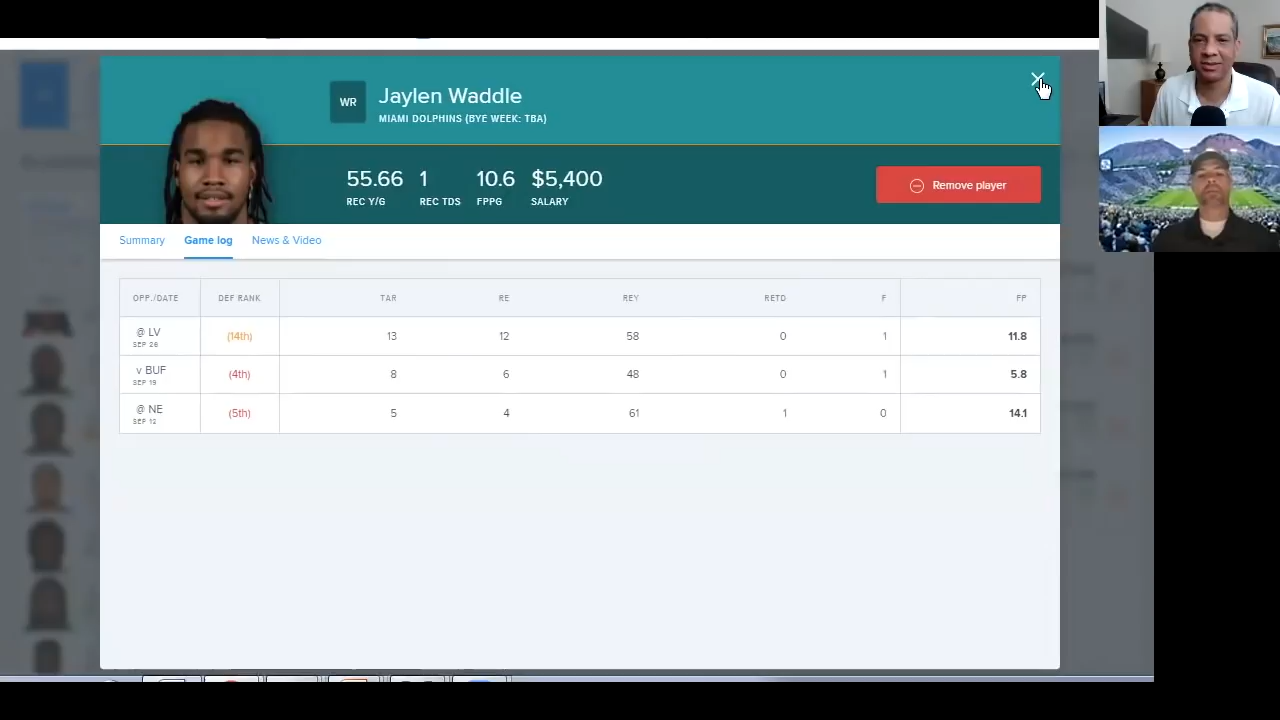 WR
Jaylen Waddle
MIAMI DOLPHINS (BYE WEEK: TBA)
55.66 1 10.6 $5,400
REC Y/G REC TDS FPPG SALARY
Remove player
Summary Game log News & Video
OPP./DATE DEF RANK TAR RE REY RETD F FP
@ LV (14th) 13 12 58 0 1 11.8
SEP 26
v BUF (4th) 8 6 48 0 1 5.8
SEP 19
@ NE (5th) 5 4 61 1 0 14.1
SEP 12